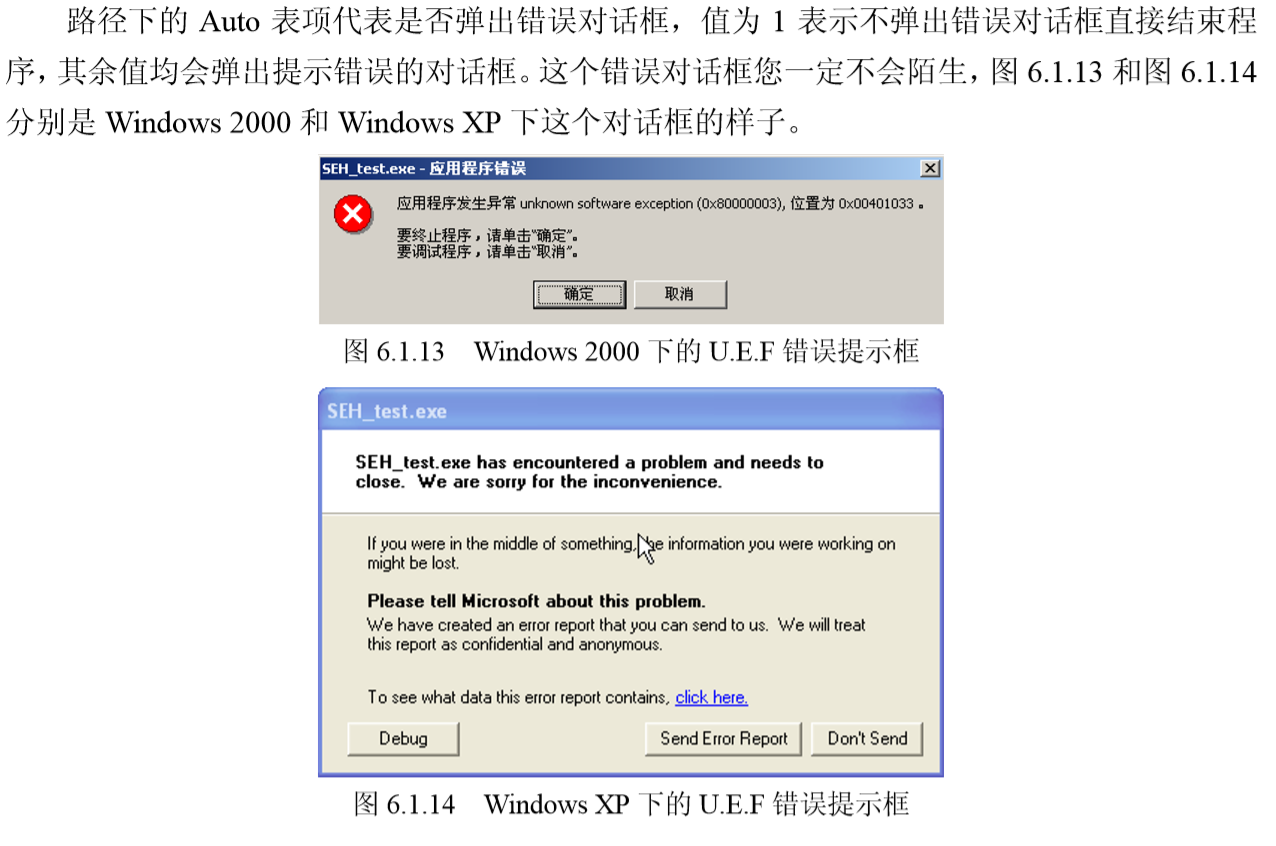 路径下的 Auto 表项代表是否弹出错误对话框，值为 1 表示不弹出错误对话框直接结束程
序，其余值均会弹出提示错误的对话框。这个错误对话框您一定不会陌生，图 6.1.13 和图 6.1.14
分别是 Windows 2000 和 Windows XP 下这个对话框的样子。
SEH_test.exe - 应用程序错误
应用程序发生异常 unknown software exception (0x80000003), 位置为 0x00401033 。
要终止程序，请单击“确定”。
要调试程序，请单击“取消”。
确定 取消
图 6.1.13 Windows 2000 下的 U.E.F 错误提示框
SEH_test.exe
SEH_test.exe has encountered a problem and needs to
close. We are sorry for the inconvenience.
If you were in the middle of something, the information you were working on
might be lost.
Please tell Microsoft about this problem.
We have created an error report that you can send to us. We will treat
this report as confidential and anonymous.
To see what data this error report contains, click here.
Debug Send Error Report Don't Send
图 6.1.14 Windows XP 下的 U.E.F 错误提示框